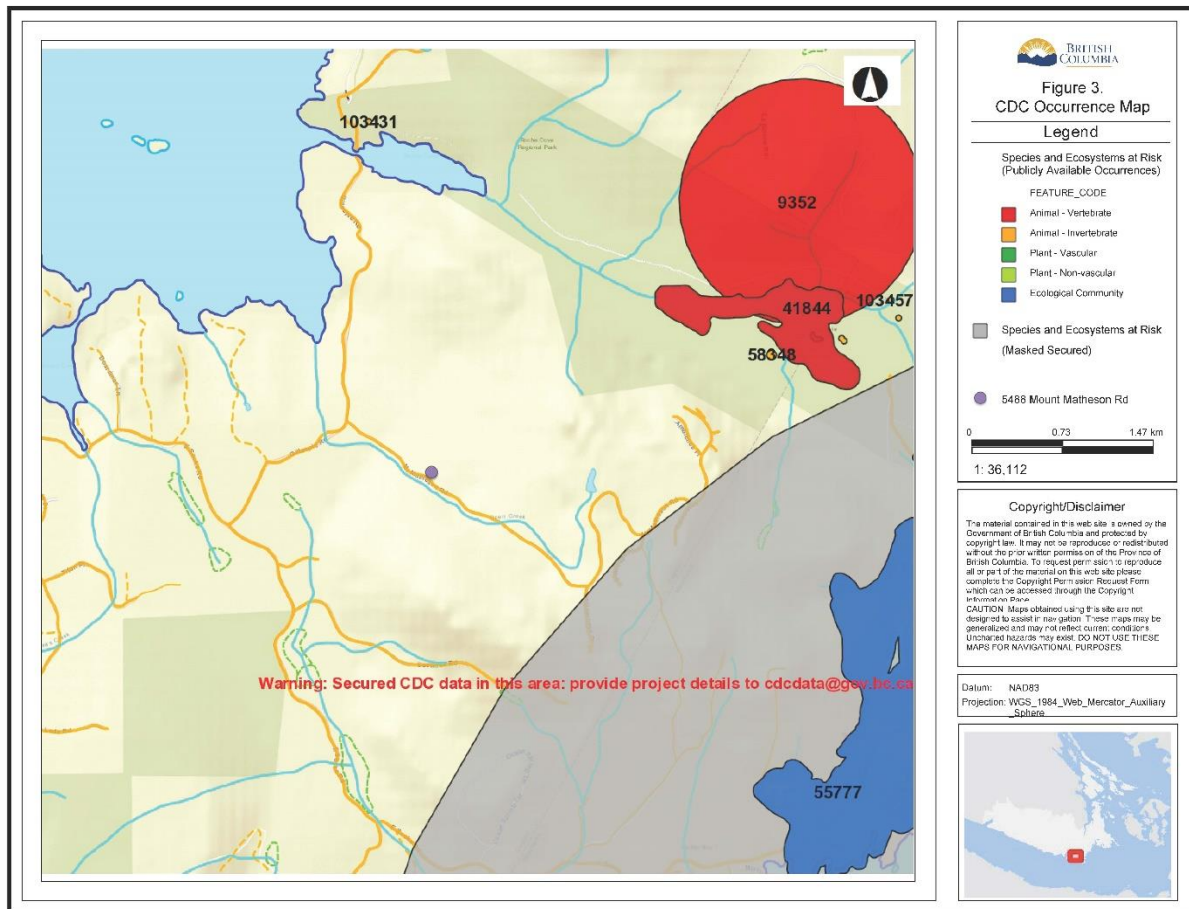 103431
Roche Cove
Regional Park
9352
41844
103457
58348
Warning: Secured CDC data in this area: provide project details to cdcdata@gov.bc.ca
55777
BRITISH
COLUMBIA
Figure 3.
CDC Occurrence Map
Legend
Species and Ecosystems at Risk
(Publicly Available Occurrences)
FEATURE_CODE
Animal - Vertebrate
Animal - Invertebrate
Plant - Vascular
Plant - Non-vascular
Ecological Community
Species and Ecosystems at Risk
(Masked Secured)
5488 Mount Matheson Rd
0 0.73 1.47 km
1: 36,112
Copyright/Disclaimer
The material contained in this web site is owned by the
Government of British Columbia and protected by
copyright law. It may not be reproduced or redistributed
without the prior written permission of the Province of
British Columbia. To request permission to reproduce
all or part of the material on this web site please
complete the Copyright Permission Request Form
which can be accessed through the Copyright
Information Page.
CAUTION: Maps obtained using this site are not
designed to assist in navigation. These maps may be
generalized and may not reflect current conditions.
Uncharted hazards may exist. DO NOT USE THESE
MAPS FOR NAVIGATIONAL PURPOSES.
Datum: NAD83
Projection: WGS_1984_Web_Mercator_Auxiliary
_Sphere